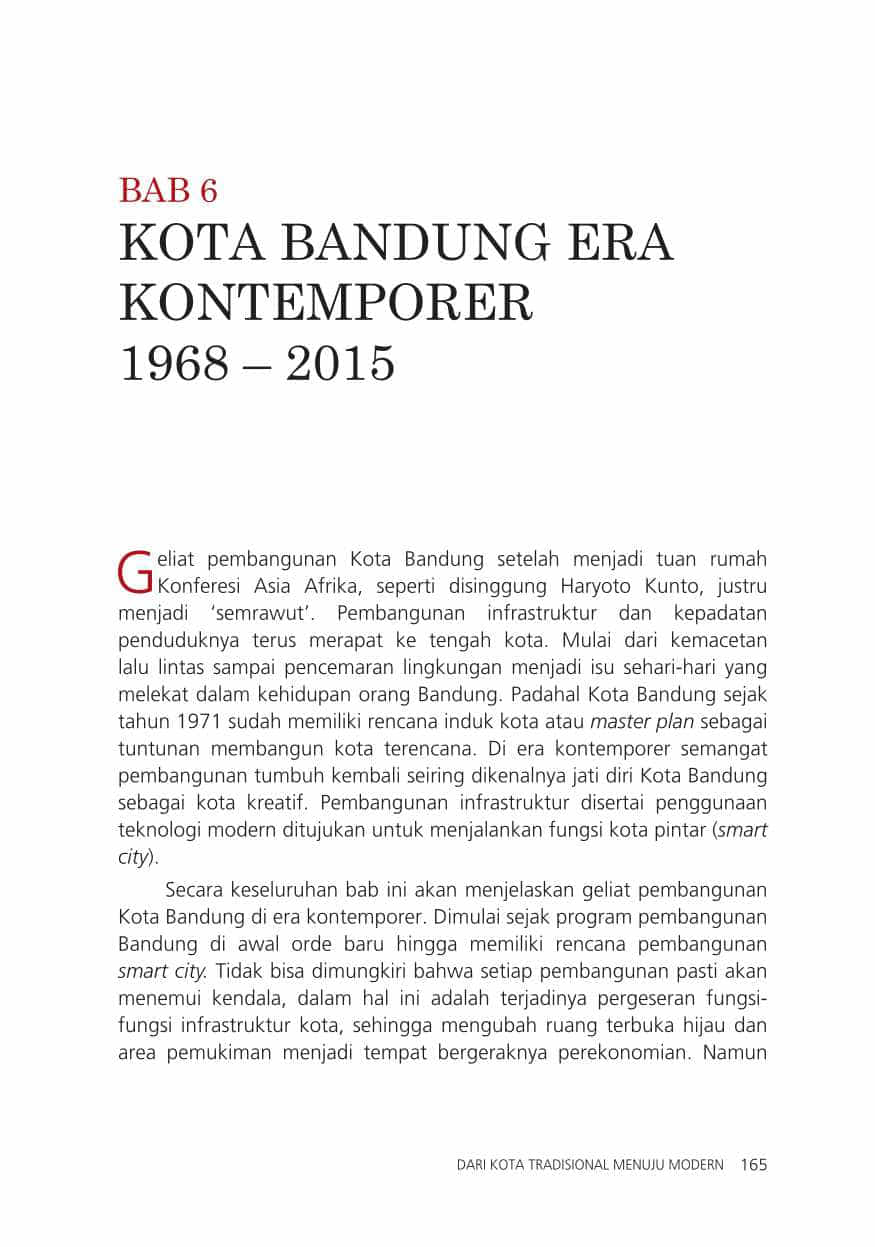 BAB 6
KOTA BANDUNG ERA
KONTEMPORER
1968 – 2015
Geliat pembangunan Kota Bandung setelah menjadi tuan rumah
Konferesi Asia Afrika, seperti disinggung Haryoto Kunto, justru
menjadi ‘semrawut’. Pembangunan infrastruktur dan kepadatan
penduduknya terus merapat ke tengah kota. Mulai dari kemacetan
lalu lintas sampai pencemaran lingkungan menjadi isu sehari-hari yang
melekat dalam kehidupan orang Bandung. Padahal Kota Bandung sejak
tahun 1971 sudah memiliki rencana induk kota atau master plan sebagai
tuntunan membangun kota terencana. Di era kontemporer semangat
pembangunan tumbuh kembali seiring dikenalnya jati diri Kota Bandung
sebagai kota kreatif. Pembangunan infrastruktur disertai penggunaan
teknologi modern ditujukan untuk menjalankan fungsi kota pintar (smart
city).
Secara keseluruhan bab ini akan menjelaskan geliat pembangunan
Kota Bandung di era kontemporer. Dimulai sejak program pembangunan
Bandung di awal orde baru hingga memiliki rencana pembangunan
smart city. Tidak bisa dimungkiri bahwa setiap pembangunan pasti akan
menemui kendala, dalam hal ini adalah terjadinya pergeseran fungsi-
fungsi infrastruktur kota, sehingga mengubah ruang terbuka hijau dan
area pemukiman menjadi tempat bergeraknya perekonomian. Namun
DARI KOTA TRADISIONAL MENUJU MODERN 165